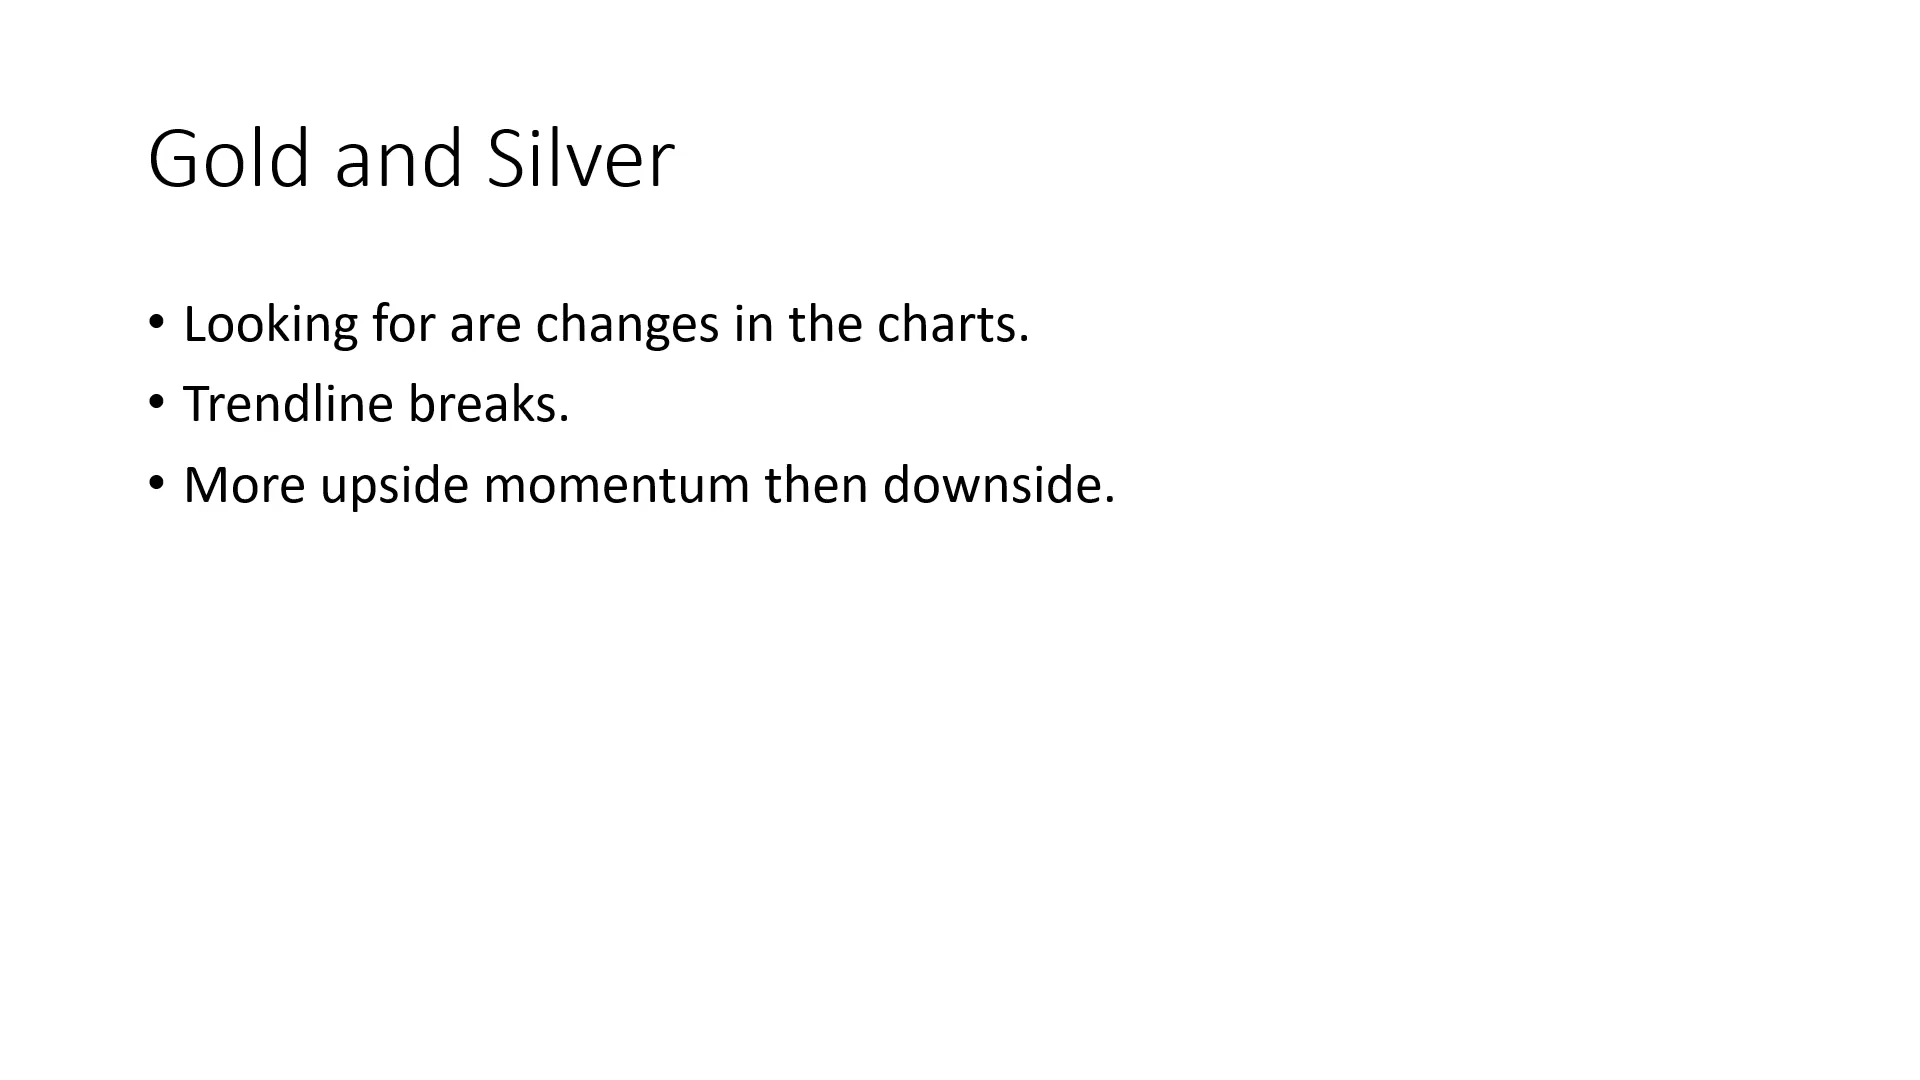 Gold and Silver
• Looking for are changes in the charts.
• Trendline breaks.
• More upside momentum then downside.